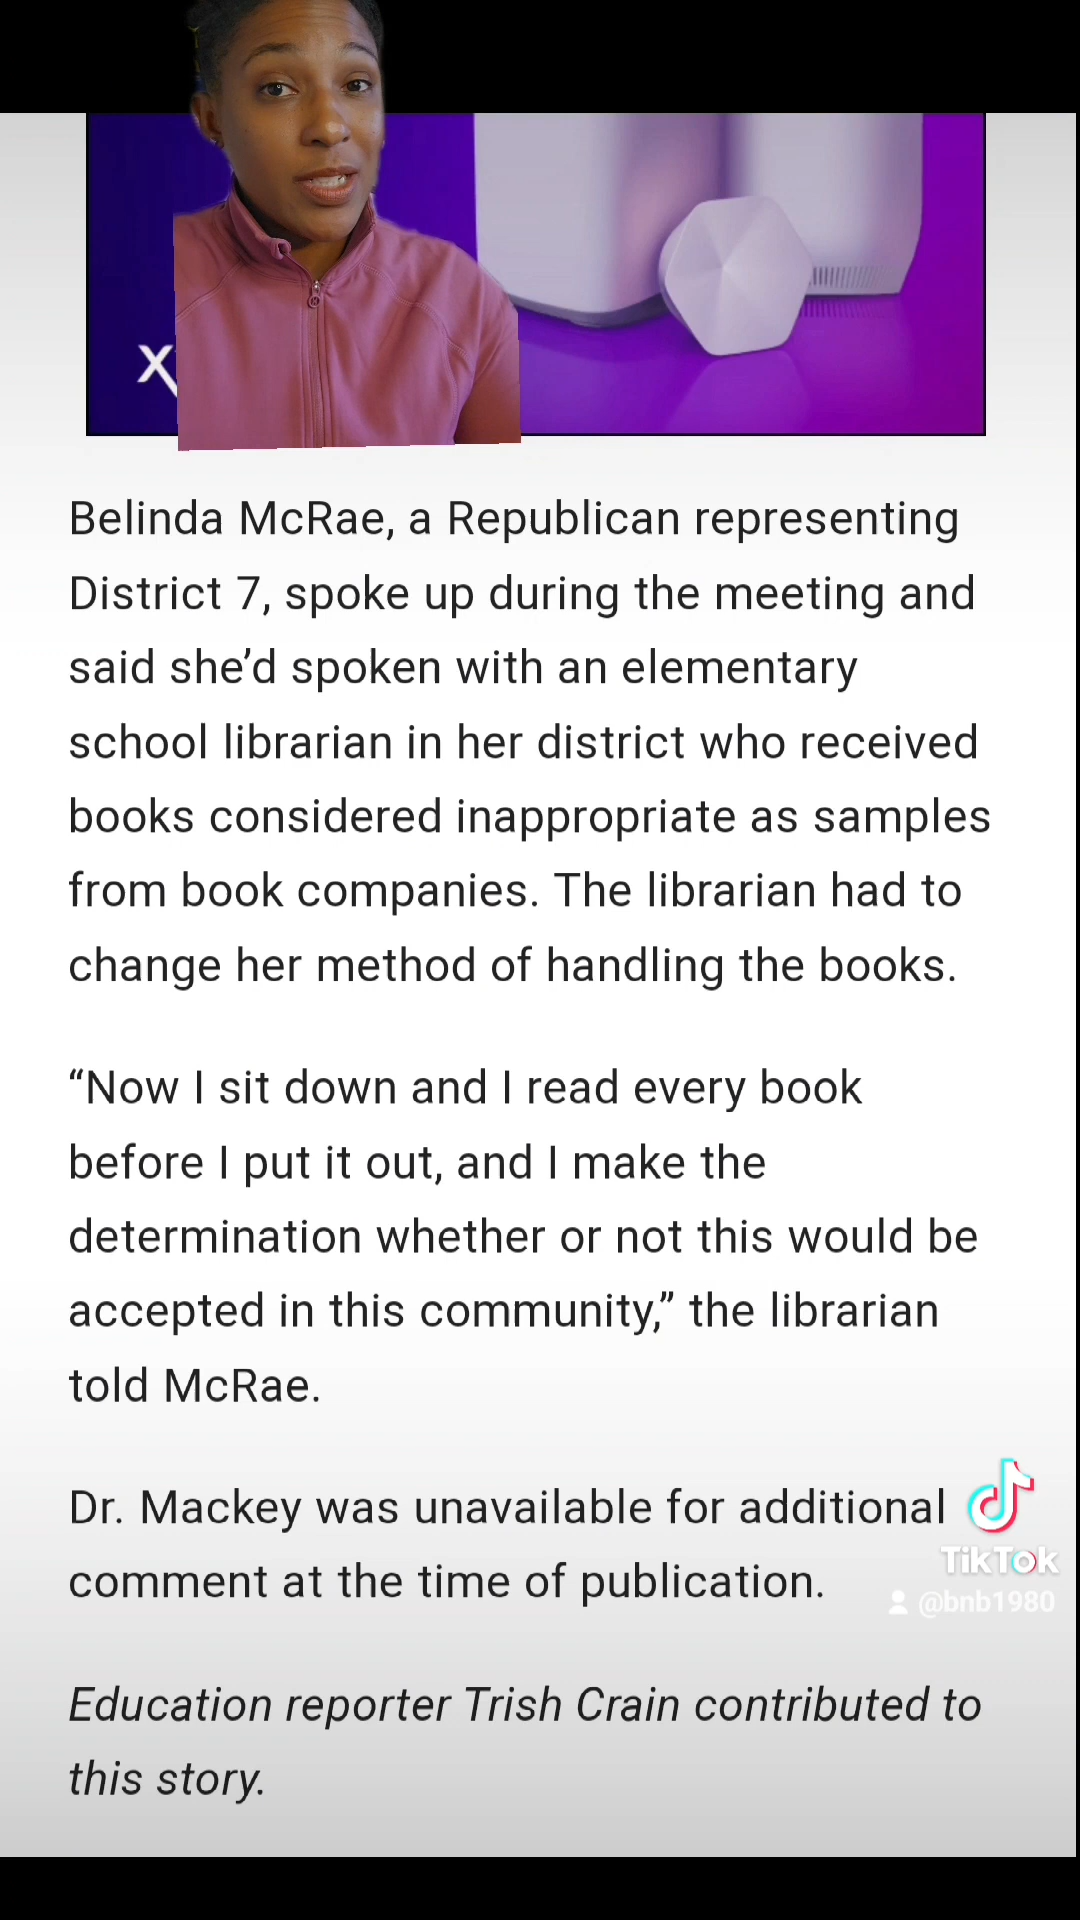 x
Belinda McRae, a Republican representing
District 7, spoke up during the meeting and
said she’d spoken with an elementary
school librarian in her district who received
books considered inappropriate as samples
from book companies. The librarian had to
change her method of handling the books.
“Now I sit down and I read every book
before I put it out, and I make the
determination whether or not this would be
accepted in this community,” the librarian
told McRae.
Dr. Mackey was unavailable for additional
comment at the time of publication.
TikTok
@bnb1980
Education reporter Trish Crain contributed to
this story.